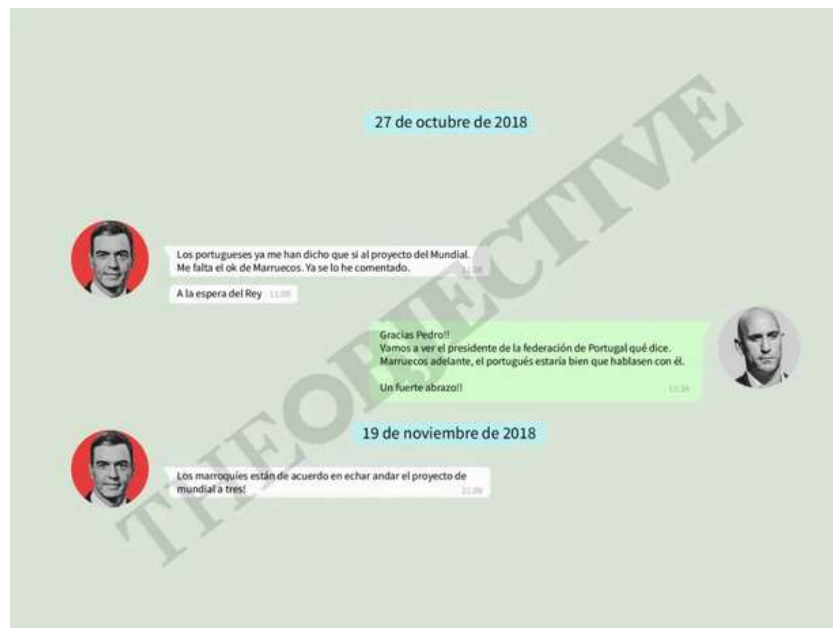 27 de octubre de 2018
Los portugueses ya me han dicho que si al proyecto del Mundial.
Me falta el ok de Marruecos. Ya se lo he comentado.
A la espera del Rey 11:09
Gracias Pedro!!
Vamos a ver el presidente de la federación de Portugal qué dice.
Marruecos adelante, el portugués estaría bien que hablasen con él.
Un fuerte abrazo!!
19 de noviembre de 2018
Los marroquíes están de acuerdo en echar andar el proyecto de
mundial a tres!
THEOBJECTIVE